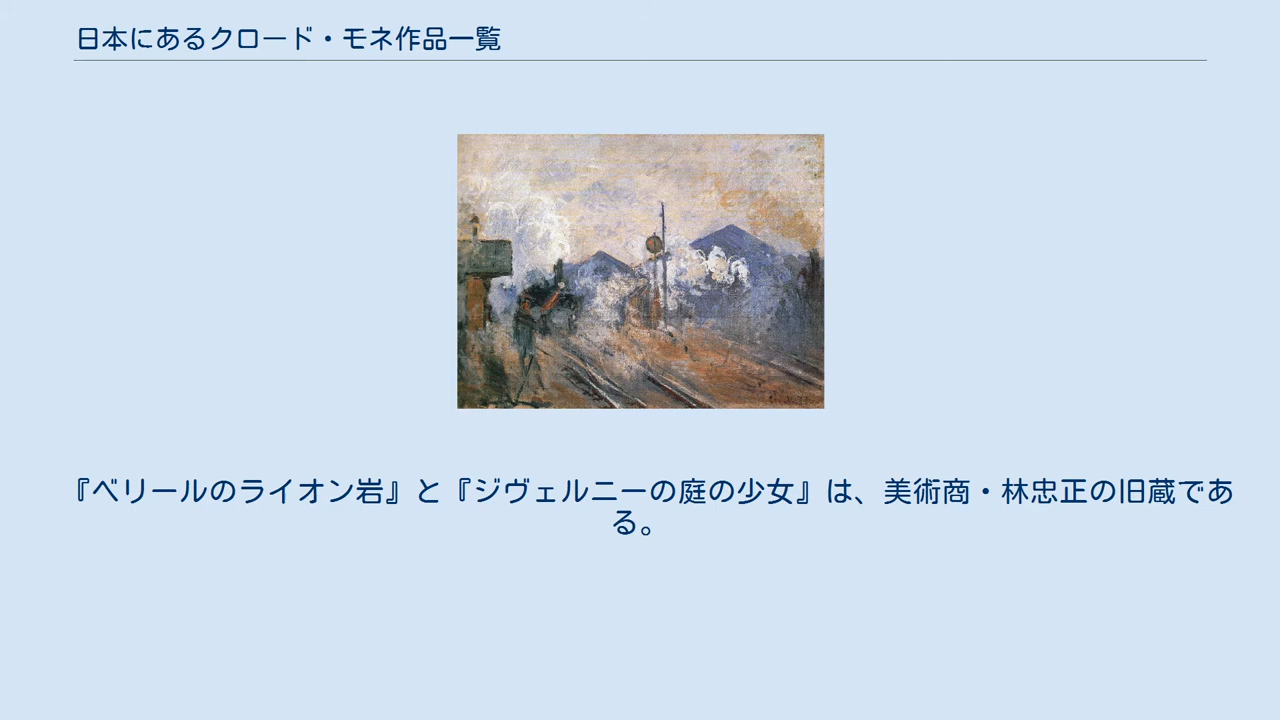 日本にあるクロード・モネ作品一覧
『ベリールのライオン岩』と『ジヴェルニーの庭の少女』は、美術商・林忠正の旧蔵であ
る。